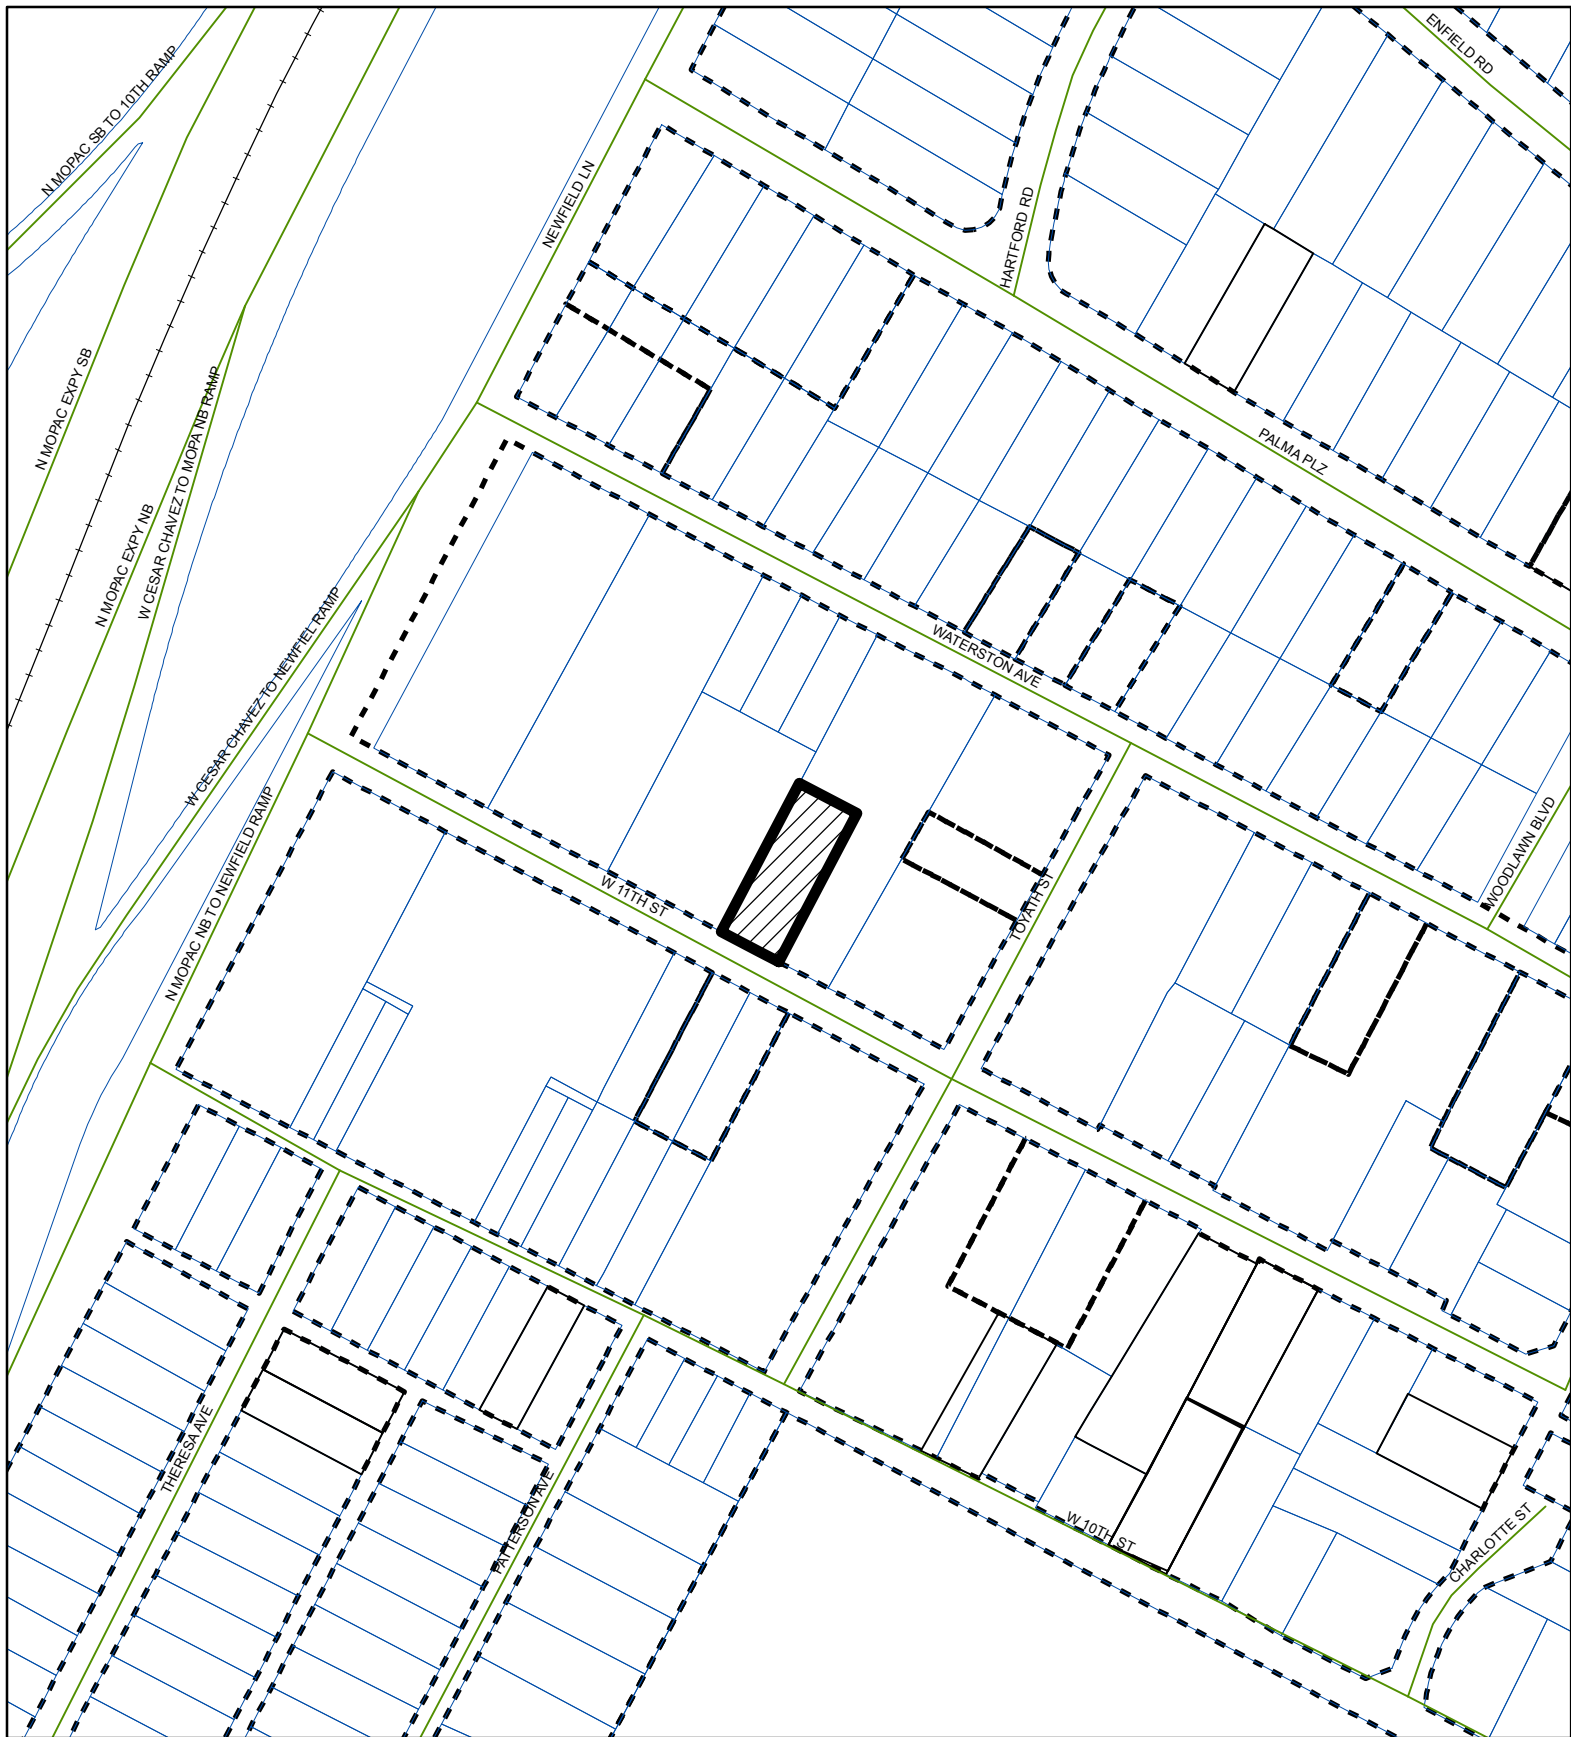 ENFIELD RD
N MOPAC SB TO 10TH RAMP
NEWFIELD LN
HARTFORD RD
N MOPAC EXPY SB
W CESAR CHAVEZ TO MOPA NB RAMP
PALMA PLZ
N MOPAC EXPY NB
W CESAR CHAVEZ TO NEWFIEL RAMP
WATERSTON AVE
N MOPAC NB TO NEWFIELD RAMP
WOODLAWN BLVD
W 11TH ST
TOYATH ST
THERESA AVE
PATTERSON AVE
W 10TH ST
CHARLOTTE ST